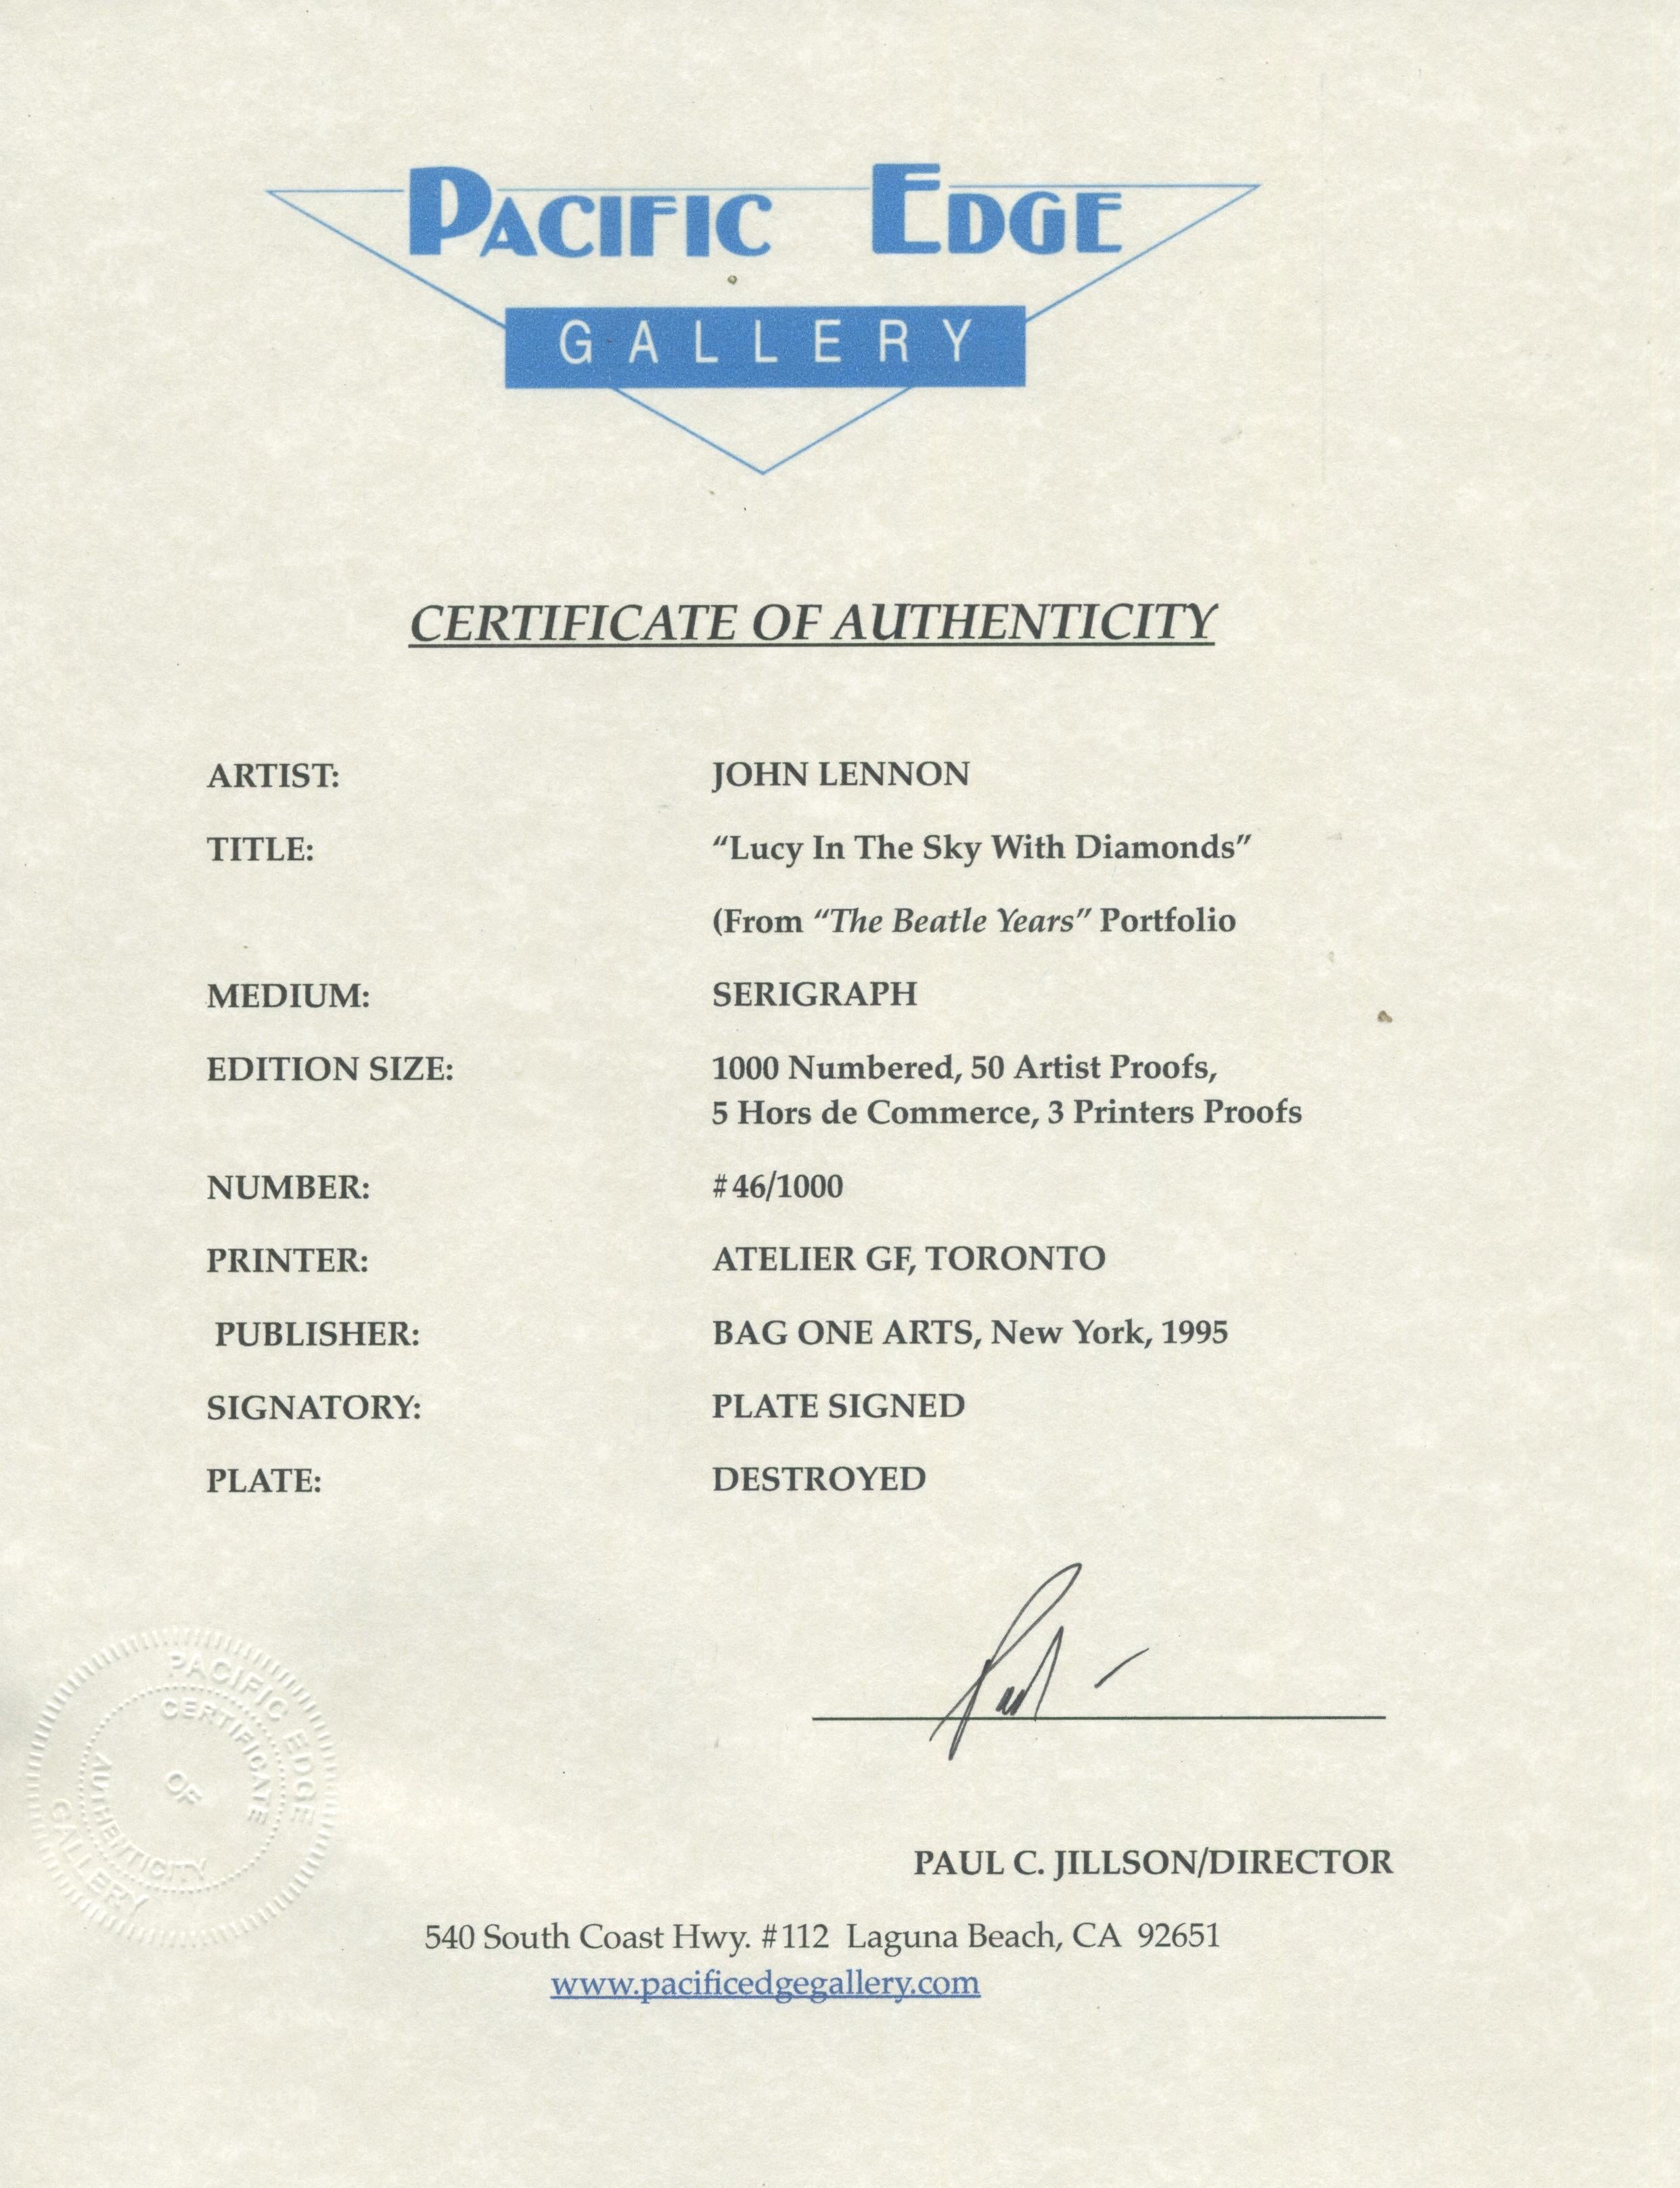 PACIFIC EDGE
GALLERY
CERTIFICATE OF AUTHENTICITY
ARTIST: JOHN LENNON
TITLE: “Lucy In The Sky With Diamonds”
(From “The Beatle Years” Portfolio
MEDIUM: SERIGRAPH
EDITION SIZE: 1000 Numbered, 50 Artist Proofs,
5 Hors de Commerce, 3 Printers Proofs
NUMBER: #46/1000
PRINTER: ATELIER GF, TORONTO
PUBLISHER: BAG ONE ARTS, New York, 1995
SIGNATORY: PLATE SIGNED
PLATE: DESTROYED
PACIFIC EDGE GALLERY
CERTIFICATE OF AUTHENTICITY
PAUL C. JILLSON/DIRECTOR
540 South Coast Hwy. #112 Laguna Beach, CA 92651
www.pacificedgegallery.com